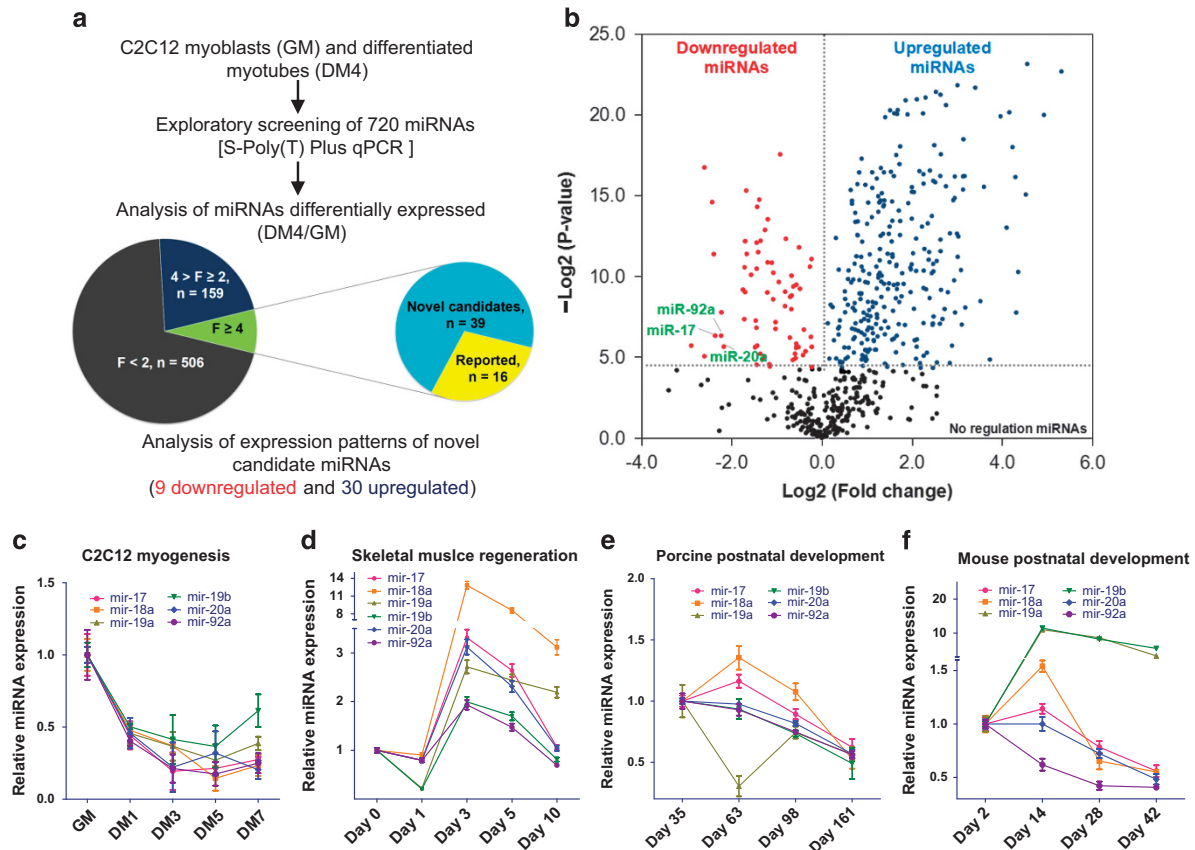 a
C2C12 myoblasts (GM) and differentiated
myotubes (DM4)
Exploratory screening of 720 miRNAs
[S-Poly(T) Plus qPCR ]
Analysis of miRNAs differentially expressed
(DM4/GM)
4 > F ≥ 2,
n = 159
F ≥ 4
F < 2, n = 506
Novel candidates,
n = 39
Reported,
n = 16
Analysis of expression patterns of novel
candidate miRNAs
(9 downregulated and 30 upregulated)
b
25.0
20.0
15.0
10.0
5.0
0.0
–Log2 (P-value)
Downregulated
miRNAs
Upregulated
miRNAs
miR-92a
miR-17
miR-20a
No regulation miRNAs
-4.0 -2.0 0.0 2.0 4.0 6.0
Log2 (Fold change)
c
C2C12 myogenesis
Relative miRNA expression
1.5
1.0
0.5
0.0
mir-17 mir-19b
mir-18a mir-20a
mir-19a mir-92a
GM DM1 DM3 DM5 DM7
d
Skeletal muslce regeneration
Relative miRNA expression
14
11
8
3
2
1
mir-17
mir-18a
mir-19a
mir-19b
mir-20a
mir-92a
Day 0 Day 1 Day 3 Day 5 Day 10
e
Porcine postnatal development
Relative miRNA expression
2.0
1.5
1.0
0.5
mir-17 mir-19b
mir-18a mir-20a
mir-19a mir-92a
Day 35 Day 63 Day 98 Day 161
f
Mouse postnatal development
Relative miRNA expression
20
10
1.5
1.0
0.5
mir-17 mir-19b
mir-18a mir-20a
mir-19a mir-92a
Day 2 Day 14 Day 28 Day 42